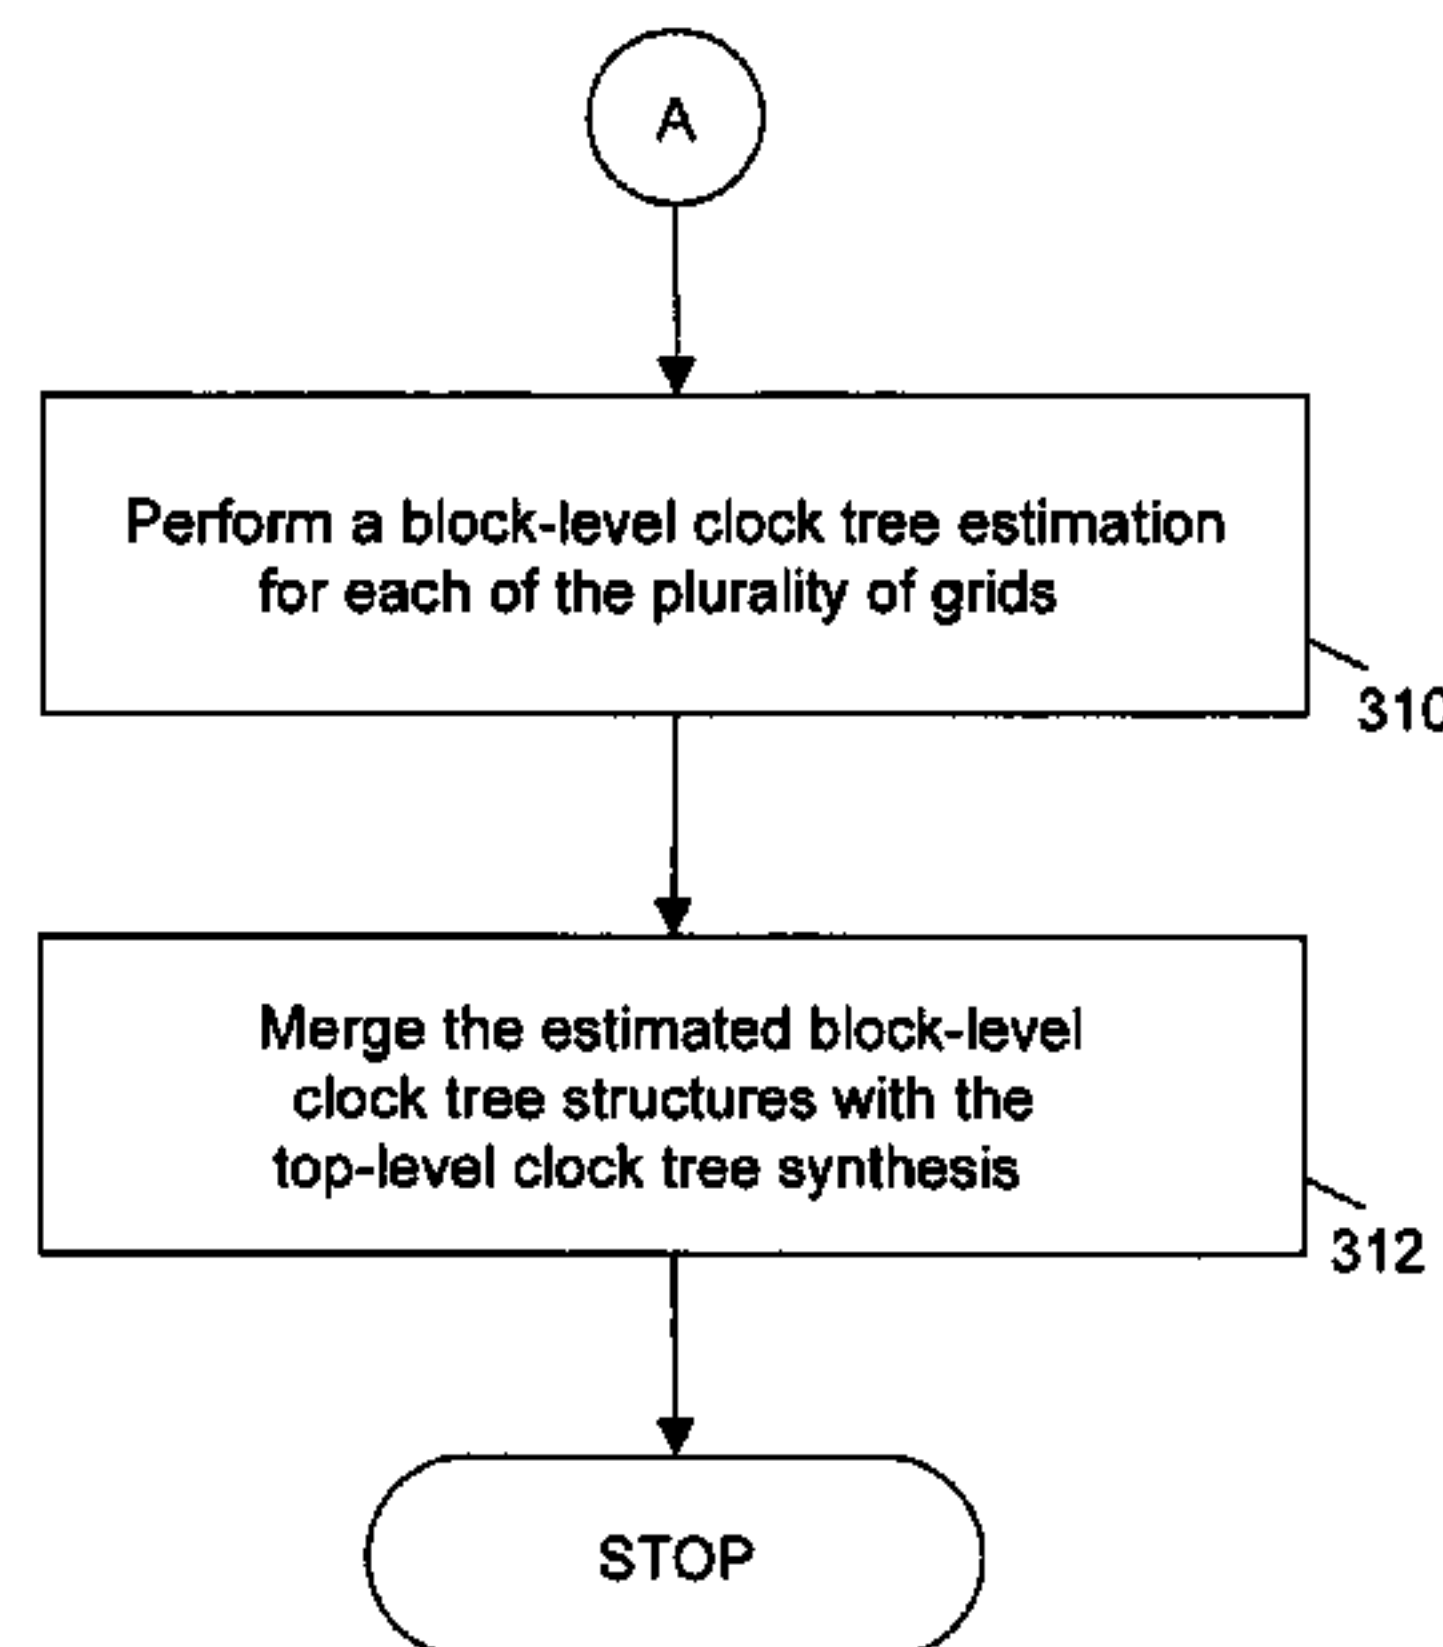 A
Perform a block-level clock tree estimation
for each of the plurality of grids
310
Merge the estimated block-level
clock tree structures with the
top-level clock tree synthesis
312
STOP